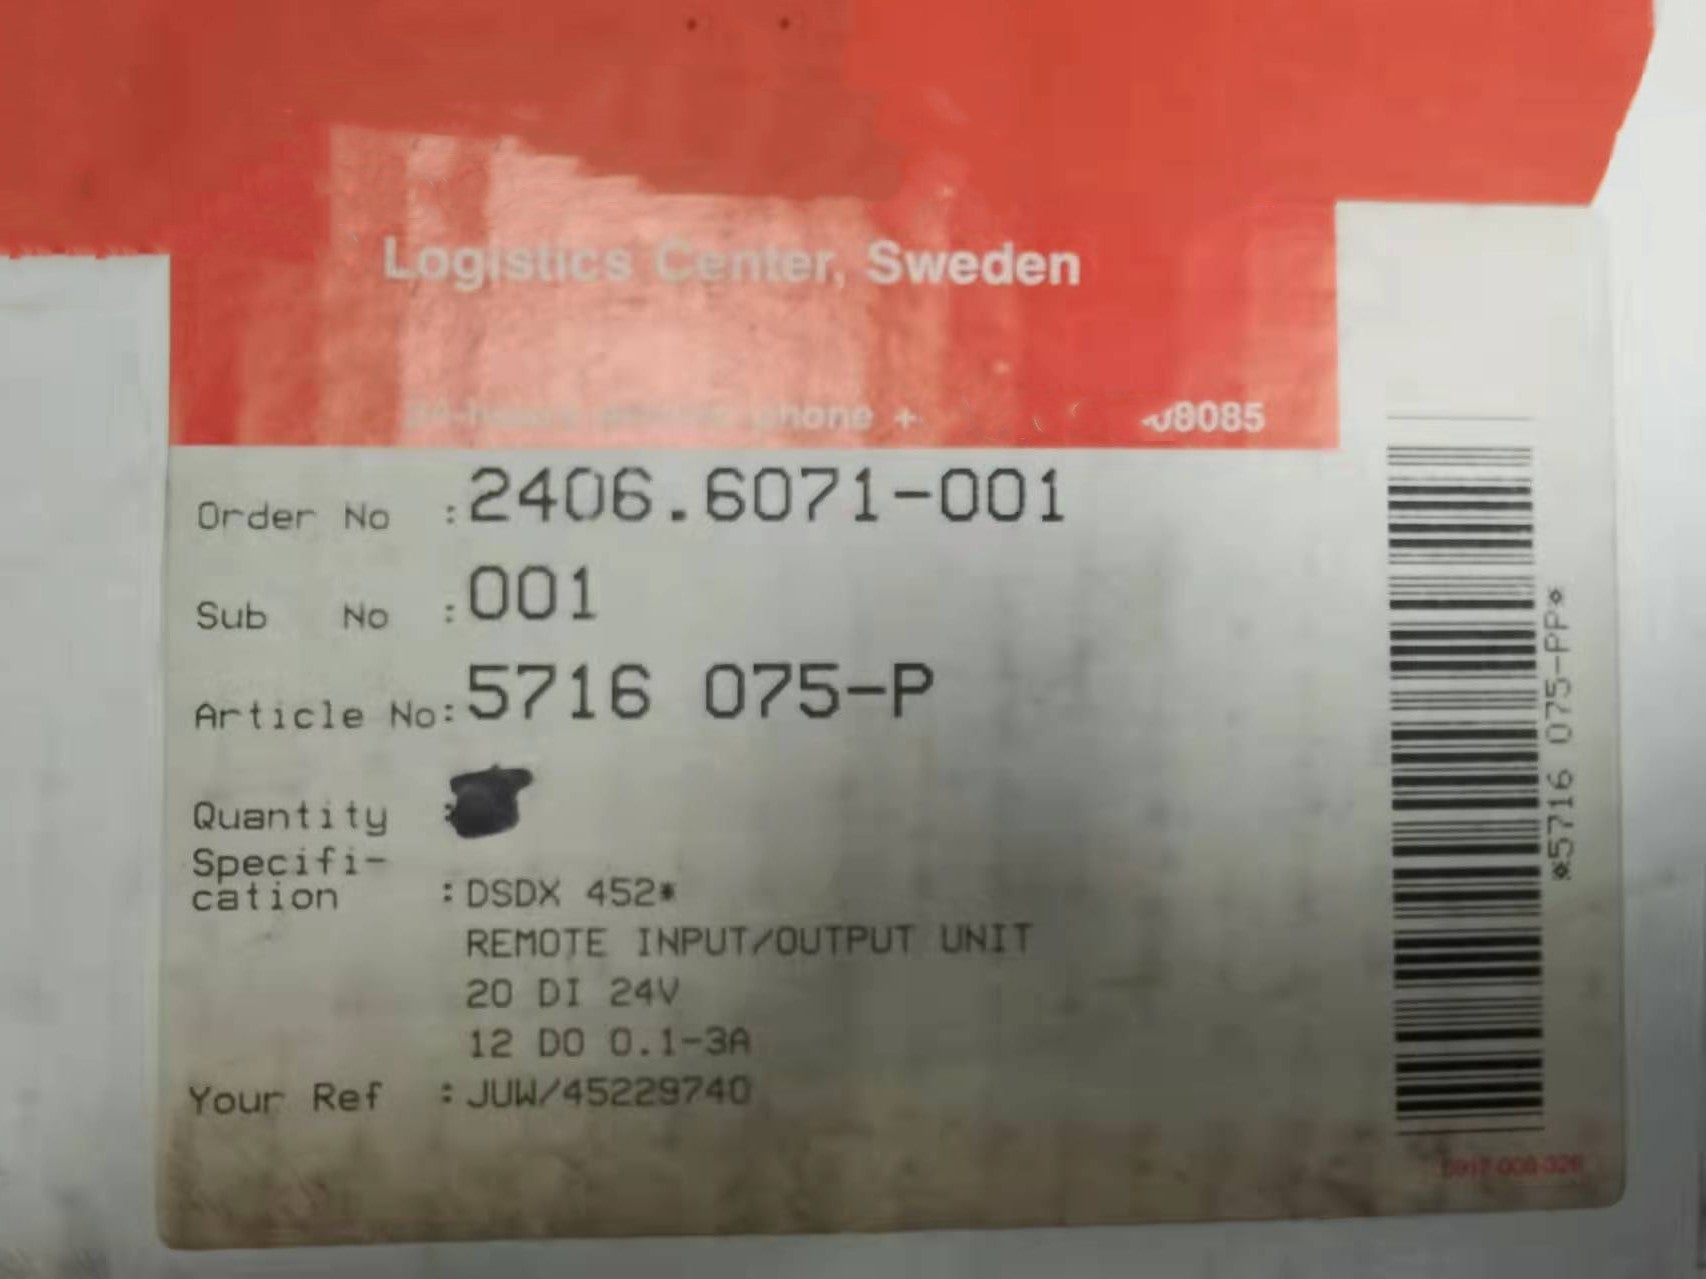 Logistics Center, Sweden
phone +
08085
Order No :2406.6071-001
Sub No :001
Article No:5716 075-P
Quantity :
Specifi-
cation :DSDX 452*
REMOTE INPUT/OUTPUT UNIT
20 DI 24V
12 DO 0.1-3A
Your Ref :JUW/45229740
*5716 075-PP*